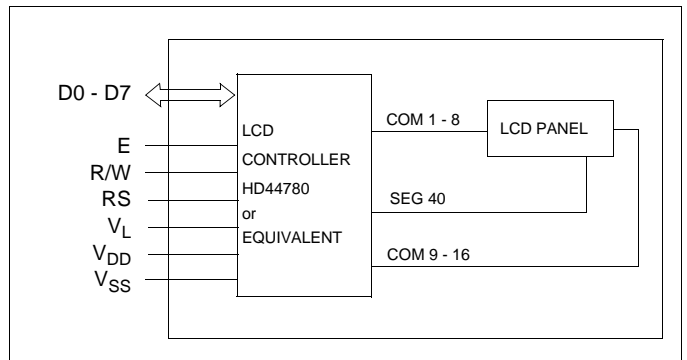 D0 - D7
E
R/W
RS
VL
VDD
VSS
LCD
CONTROLLER
HD44780
or
EQUIVALENT
COM 1 - 8
SEG 40
COM 9 - 16
LCD PANEL